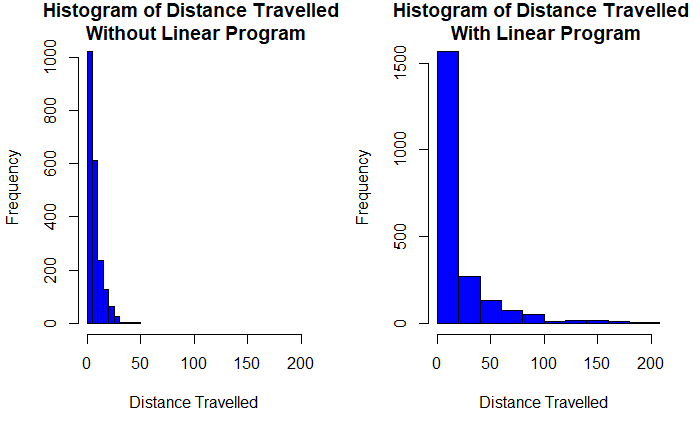 Histogram of Distance Travelled
Without Linear Program
Frequency
1000
800
600
400
200
0
0 50 100 150 200
Distance Travelled
Histogram of Distance Travelled
With Linear Program
Frequency
1500
1000
500
0
0 50 100 150 200
Distance Travelled